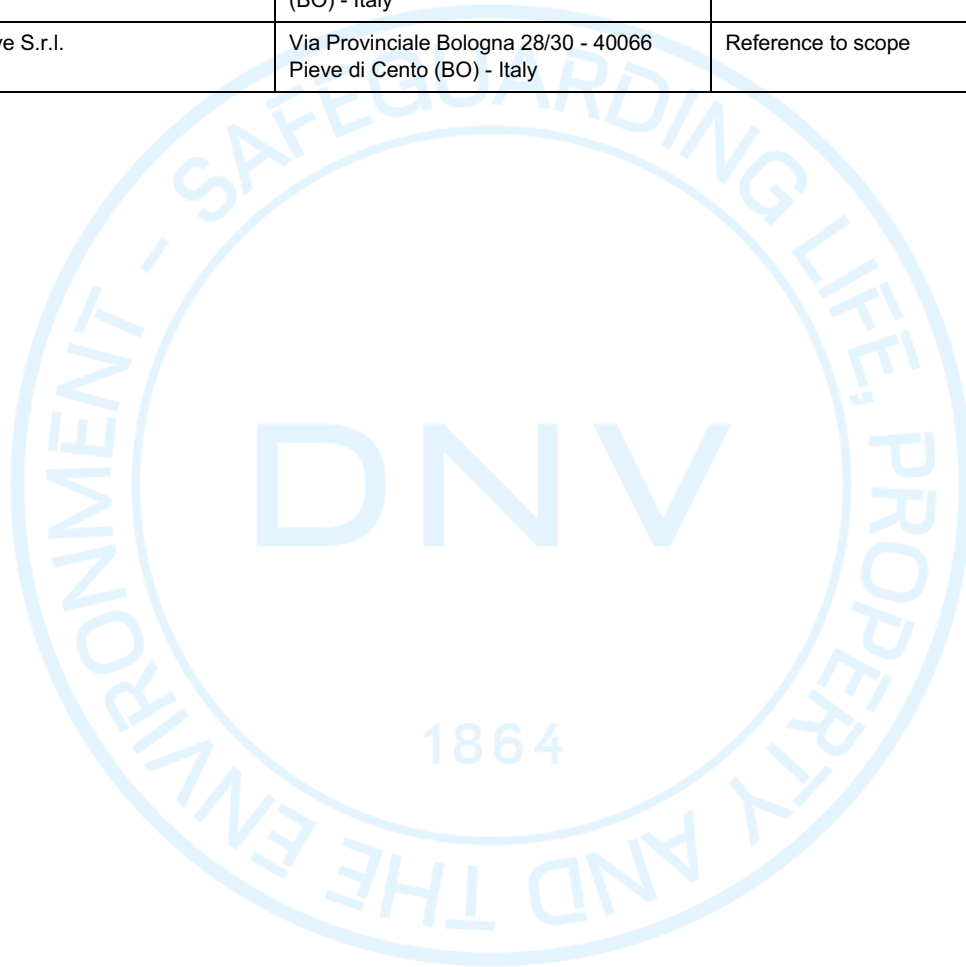 (BO) - Italy
ve S.r.l.
Via Provinciale Bologna 28/30 - 40066
Pieve di Cento (BO) - Italy
Reference to scope
SAFEGUARDING LIFE, PROPERTY AND THE ENVIRONMENT -
DNV
1864